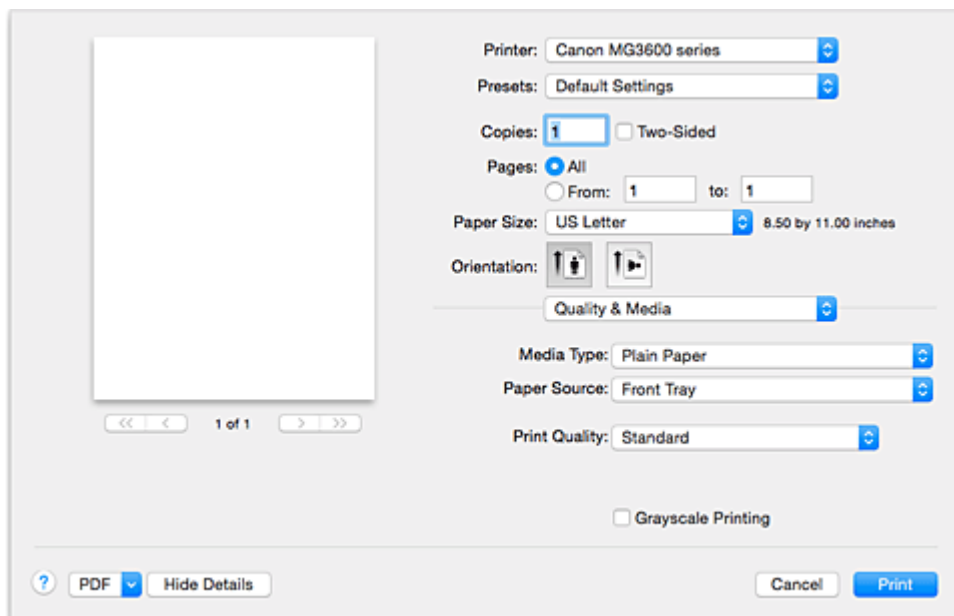 Printer: Canon MG3600 series
Presets: Default Settings
Copies: 1 Two-Sided
Pages: All
From: 1 to: 1
Paper Size: US Letter 8.50 by 11.00 inches
Orientation:
Quality & Media
Media Type: Plain Paper
Paper Source: Front Tray
1 of 1
Print Quality: Standard
Grayscale Printing
? PDF Hide Details Cancel Print